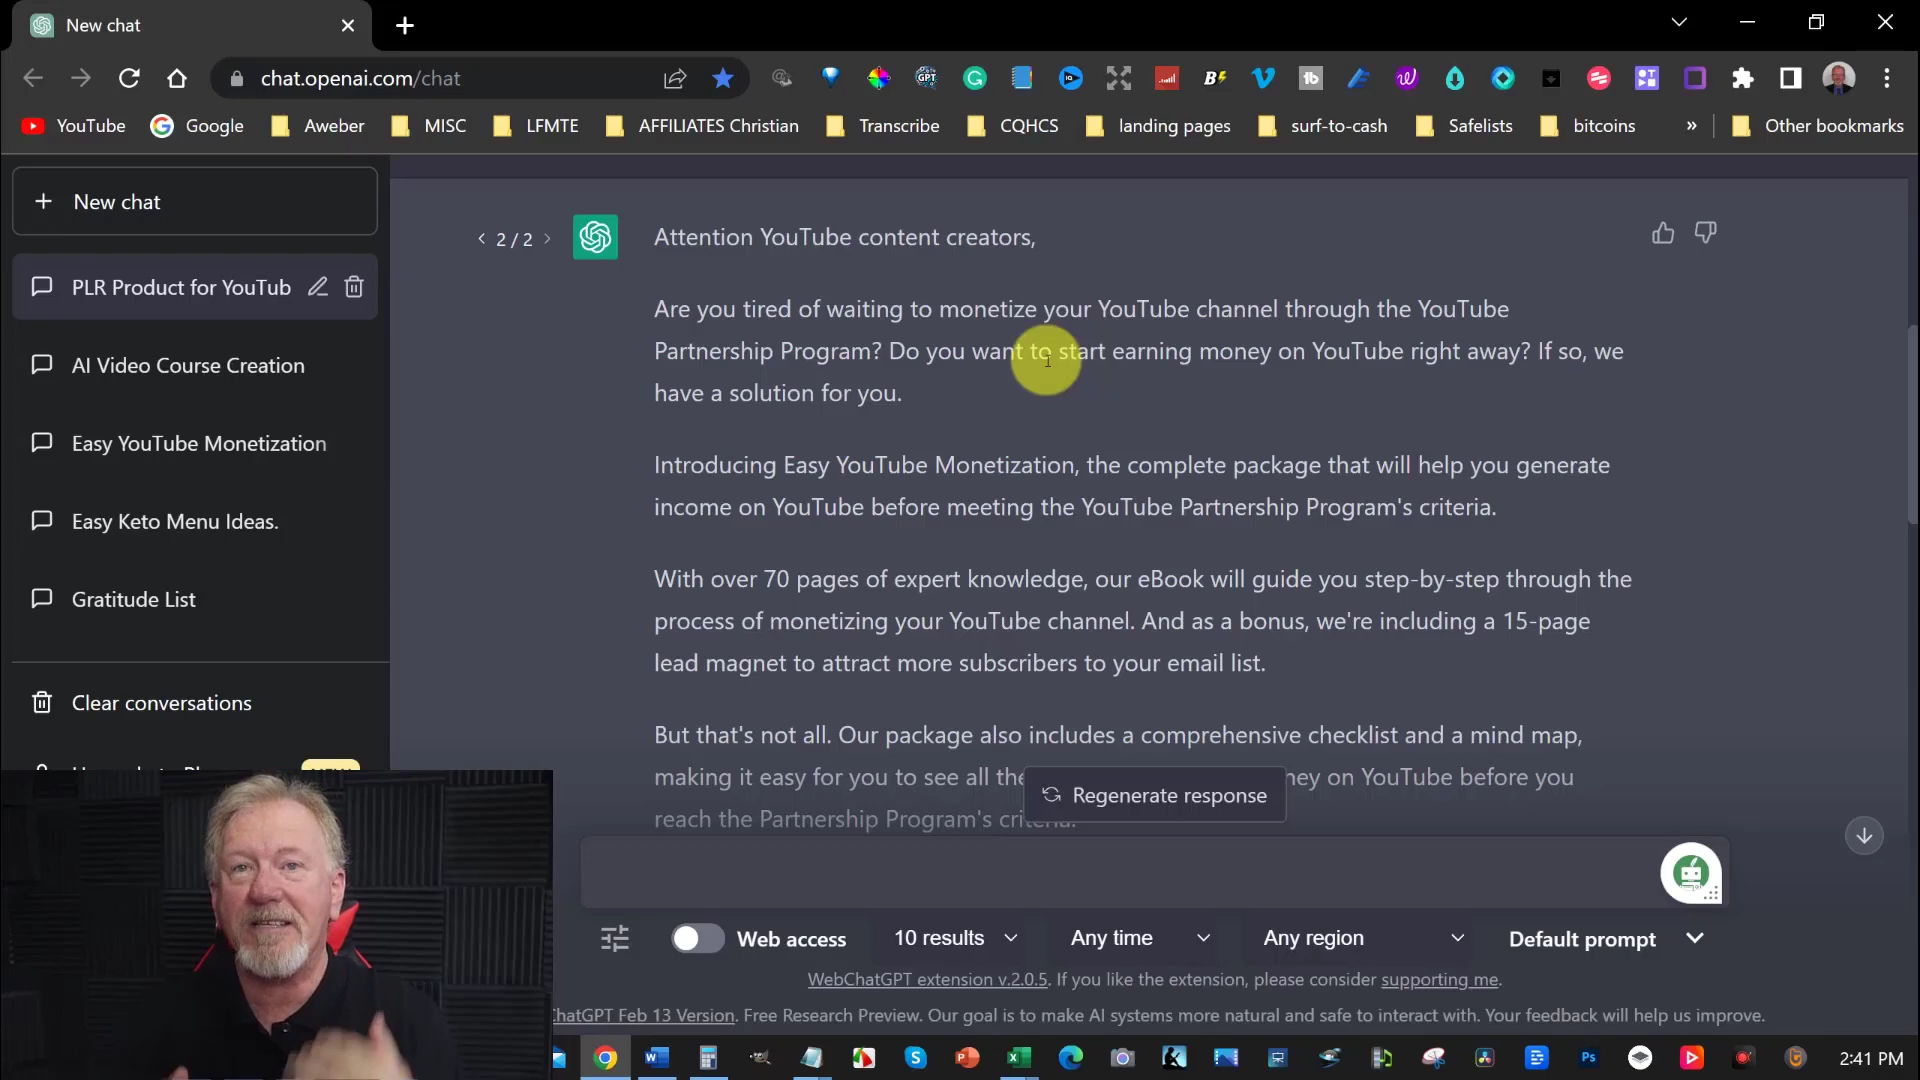 New chat
chat.openai.com/chat
YouTube
Google
Aweber
MISC
LFMTE
AFFILIATES Christian
Transcribe
CQHCS
landing pages
surf-to-cash
Safelists
bitcoins
»
Other bookmarks
+ New chat
PLR Product for YouTub
AI Video Course Creation
Easy YouTube Monetization
Easy Keto Menu Ideas.
Gratitude List
Clear conversations
< 2 / 2 >
Attention YouTube content creators,
Are you tired of waiting to monetize your YouTube channel through the YouTube
Partnership Program? Do you want to start earning money on YouTube right away? If so, we
have a solution for you.
Introducing Easy YouTube Monetization, the complete package that will help you generate
income on YouTube before meeting the YouTube Partnership Program's criteria.
With over 70 pages of expert knowledge, our eBook will guide you step-by-step through the
process of monetizing your YouTube channel. And as a bonus, we're including a 15-page
lead magnet to attract more subscribers to your email list.
But that's not all. Our package also includes a comprehensive checklist and a mind map,
making it easy for you to see all the ney on YouTube before you
reach the Partnership Program's criteria.
Regenerate response
Web access
10 results
Any time
Any region
Default prompt
WebChatGPT extension v.2.0.5. If you like the extension, please consider supporting me.
ChatGPT Feb 13 Version. Free Research Preview. Our goal is to make AI systems more natural and safe to interact with. Your feedback will help us improve.
2:41 PM